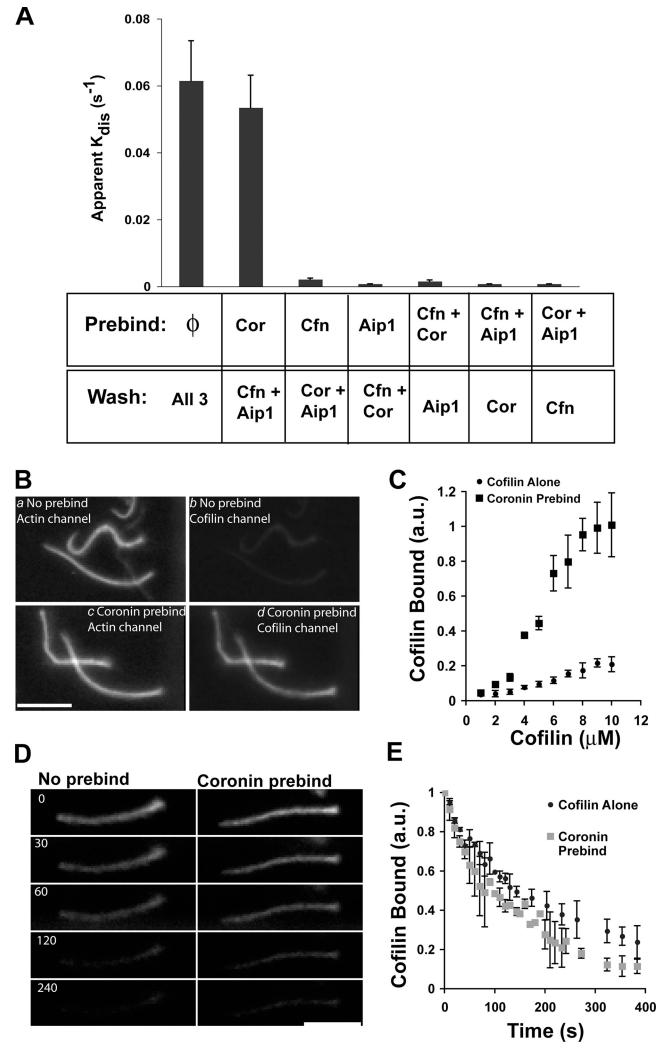 A
Apparent K_dis (s^-1)
0.08
0.06
0.04
0.02
0
Prebind: ϕ Cor Cfn Aip1 Cfn + Cor Cfn + Aip1 Cor + Aip1
Wash: All 3 Cfn + Aip1 Cor + Aip1 Cfn + Cor Aip1 Cor Cfn
B
a No prebind
Actin channel
b No prebind
Cofilin channel
c Coronin prebind
Actin channel
d Coronin prebind
Cofilin channel
C
Cofilin Alone
Coronin Prebind
Cofilin Bound (a.u.)
1.2
1
0.8
0.6
0.4
0.2
0
0 2 4 6 8 10 12
Cofilin (μM)
D
No prebind Coronin prebind
0
30
60
120
240
E
Cofilin Alone
Coronin
Prebind
Cofilin Bound (a.u.)
1
0.8
0.6
0.4
0.2
0
0 100 200 300 400
Time (s)